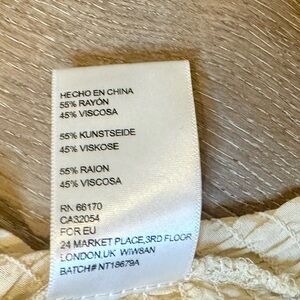 HECHO EN CHINA
55% RAYÓN
45% VISCOSA
55% KUNSTSEIDE
45% VISKOSE
55% RAION
45% VISCOSA
RN 66170
CA32054
FOR EU
24 MARKET PLACE,3RD FLOOR
LONDON,UK W1W8AN
BATCH# NT18679A